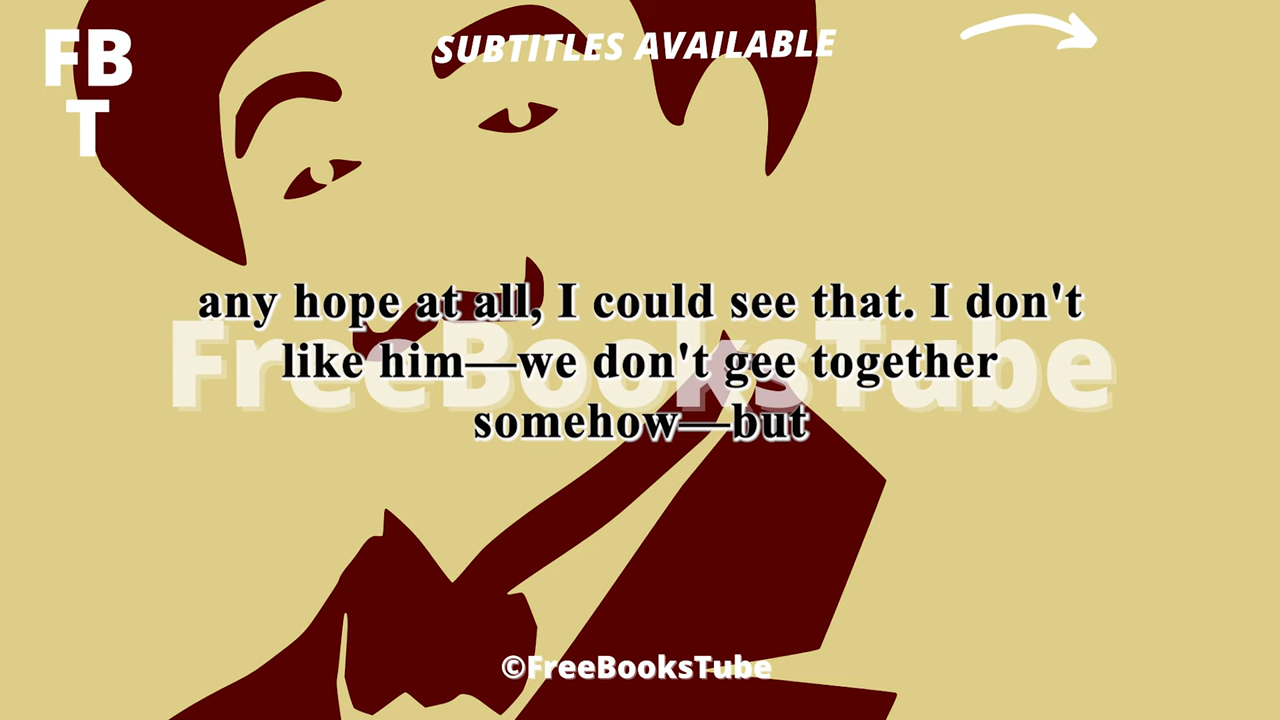 FB
T
SUBTITLES AVAILABLE
any hope at all, I could see that. I don't
like him—we don't gee together
somehow—but
FreeBooksTube
©FreeBooksTube